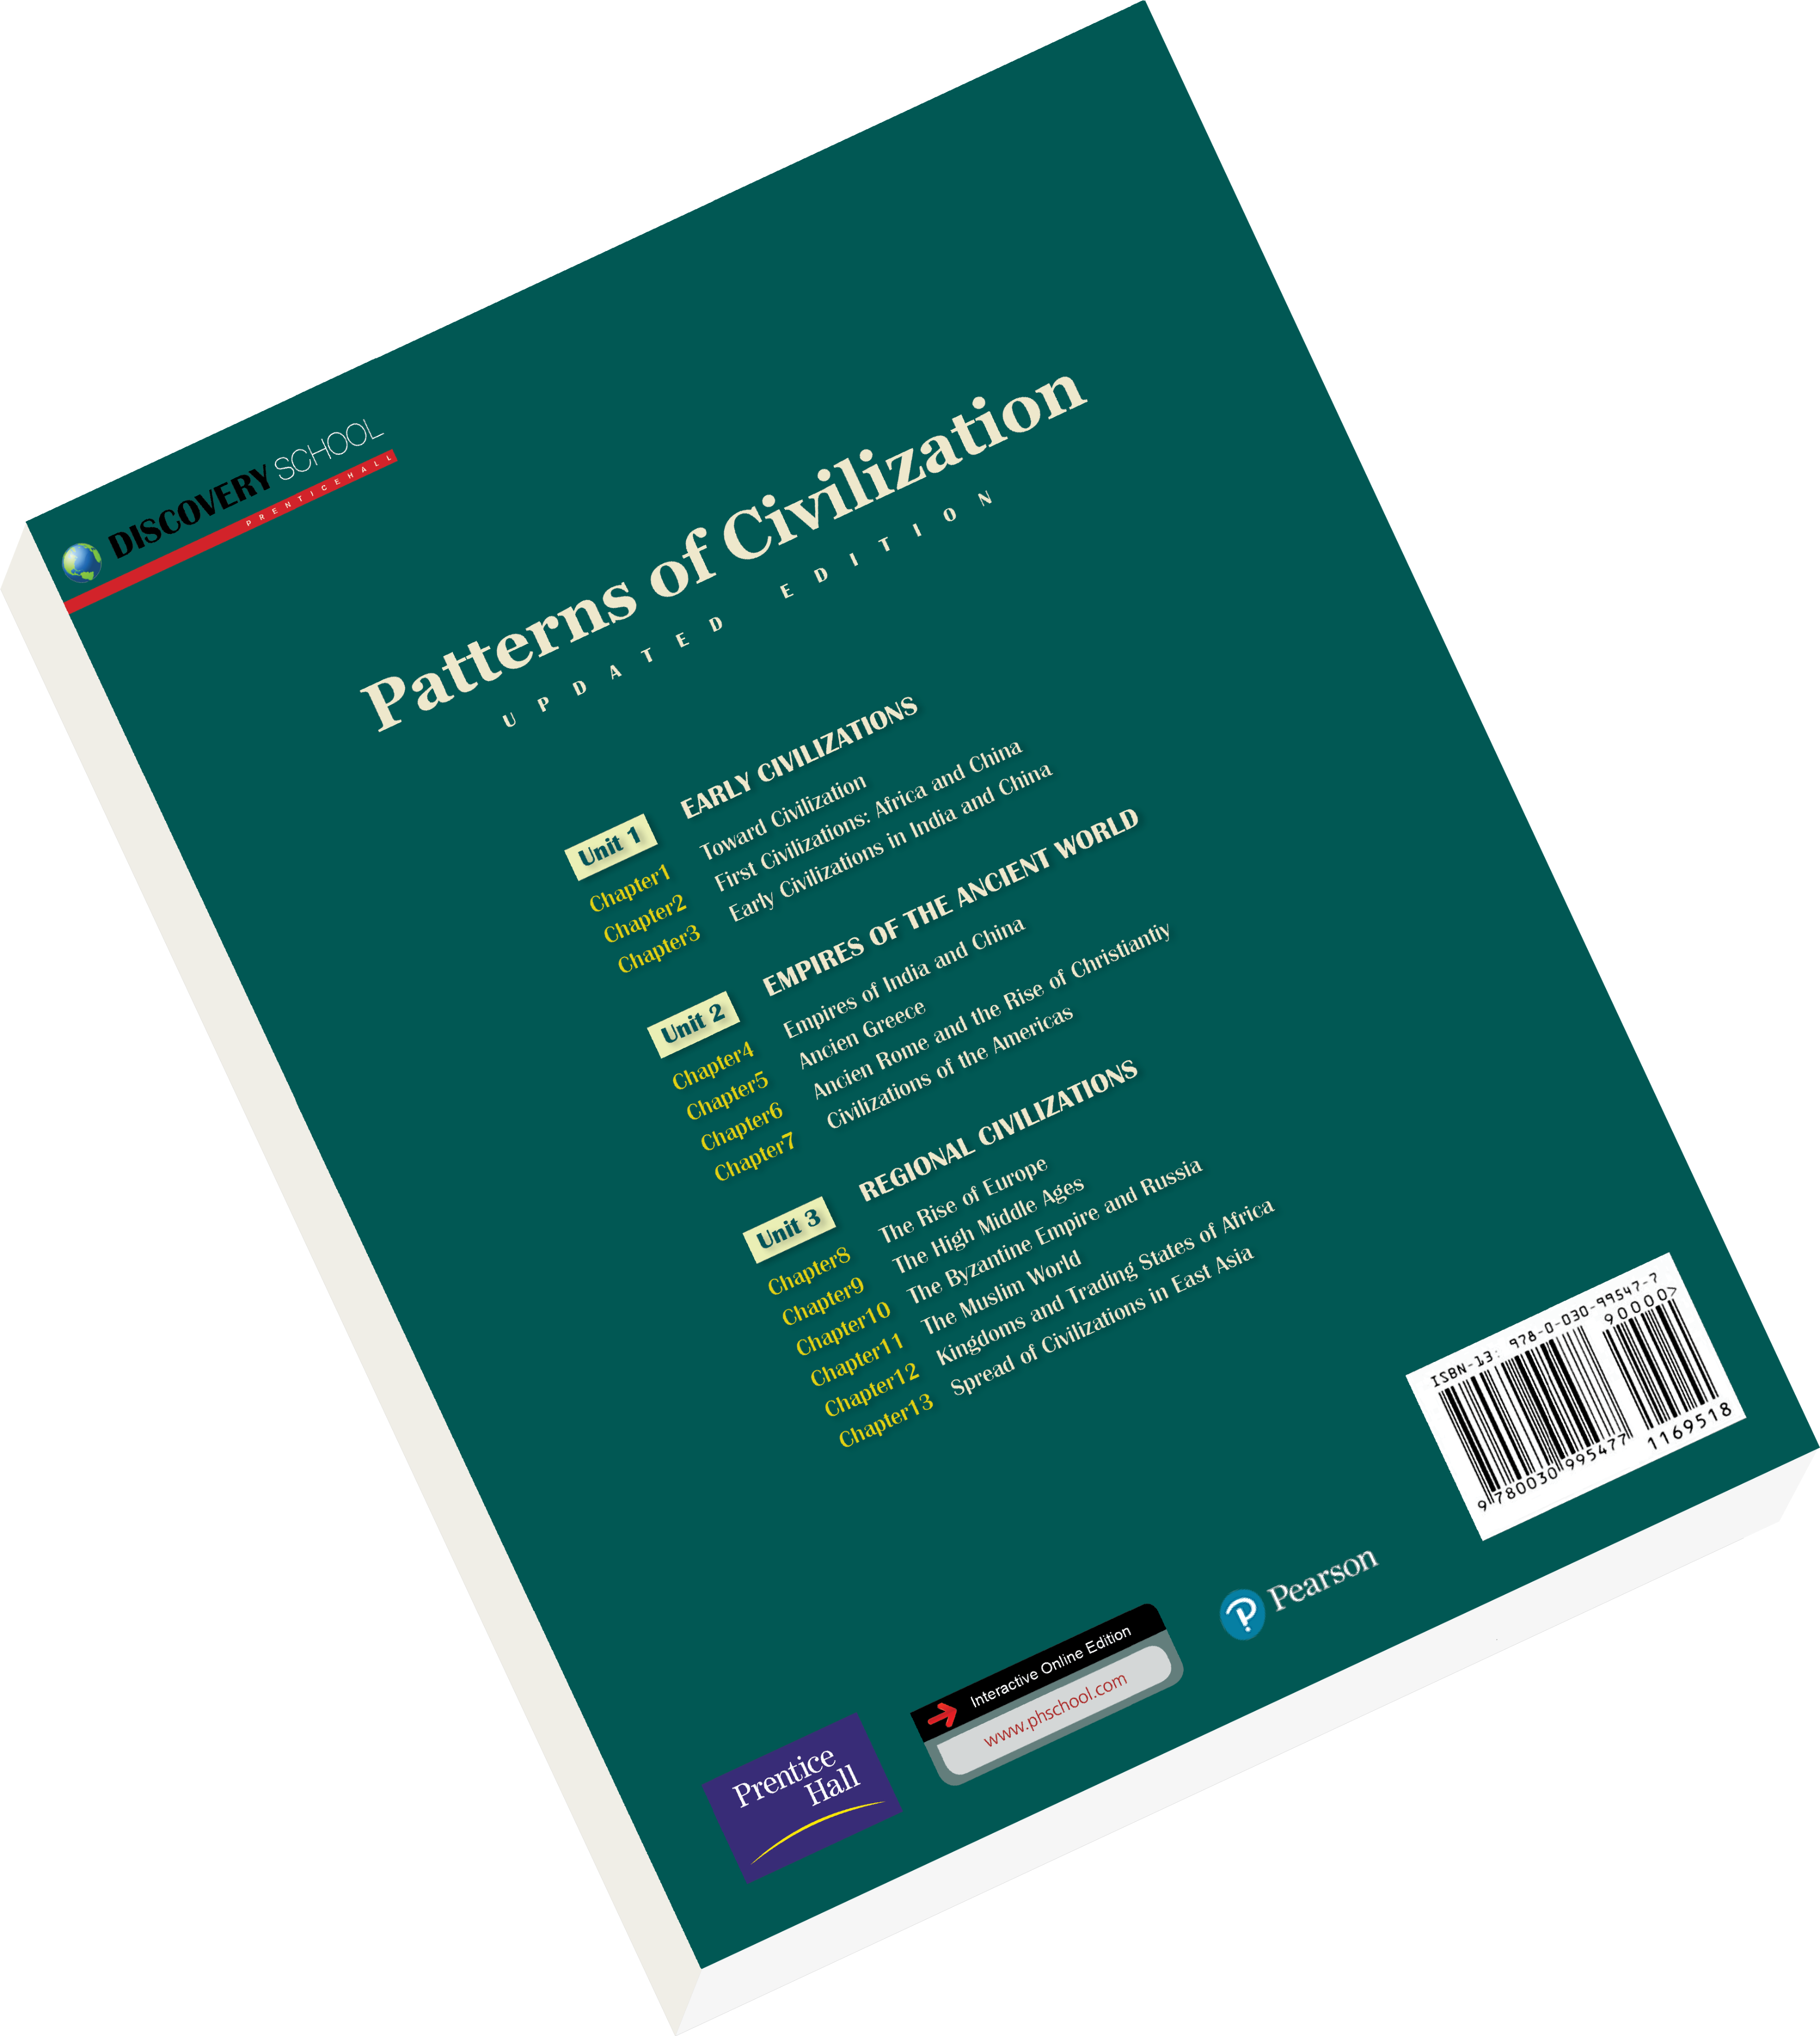 DISCOVERY SCHOOL
PRENTICEHALL
Patterns of Civilization
UPDATED EDITION
Unit 1 EARLY CIVILIZATIONS
Chapter1 Toward Civilization
Chapter2 First Civilizations: Africa and China
Chapter3 Early Civilizations in India and China
Unit 2 EMPIRES OF THE ANCIENT WORLD
Chapter4 Empires of India and China
Chapter5 Ancien Greece
Chapter6 Ancien Rome and the Rise of Christiantiy
Chapter7 Civilizations of the Americas
Unit 3 REGIONAL CIVILIZATIONS
Chapter8 The Rise of Europe
Chapter9 The High Middle Ages
Chapter10 The Byzantine Empire and Russia
Chapter11 The Muslim World
Chapter12 Kingdoms and Trading States of Africa
Chapter13 Spread of Civilizations in East Asia
ISBN-13: 978-0-030-99547-7
90000>
9 780030 995477
1169518
Pearson
Interactive Online Edition
www.phschool.com
Prentice
Hall